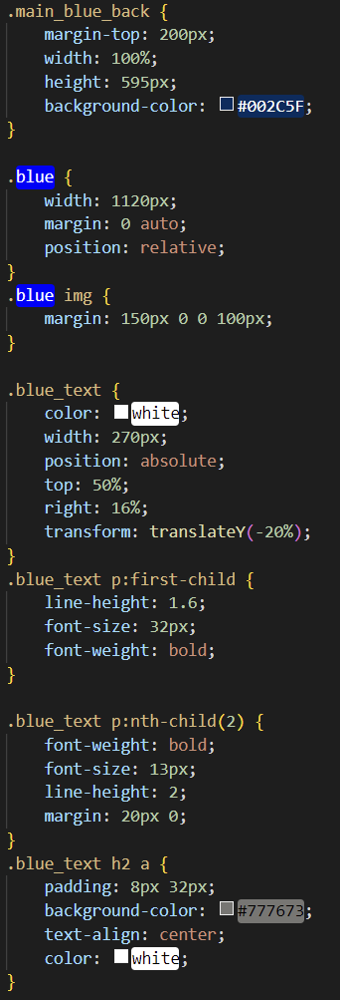 .main_blue_back {
    margin-top: 200px;
    width: 100%;
    height: 595px;
    background-color: #002C5F;
}

.blue {
    width: 1120px;
    margin: 0 auto;
    position: relative;
}
.blue img {
    margin: 150px 0 0 100px;
}

.blue_text {
    color: white;
    width: 270px;
    position: absolute;
    top: 50%;
    right: 16%;
    transform: translateY(-20%);
}
.blue_text p:first-child {
    line-height: 1.6;
    font-size: 32px;
    font-weight: bold;
}

.blue_text p:nth-child(2) {
    font-weight: bold;
    font-size: 13px;
    line-height: 2;
    margin: 20px 0;
}
.blue_text h2 a {
    padding: 8px 32px;
    background-color: #777673;
    text-align: center;
    color: white;
}